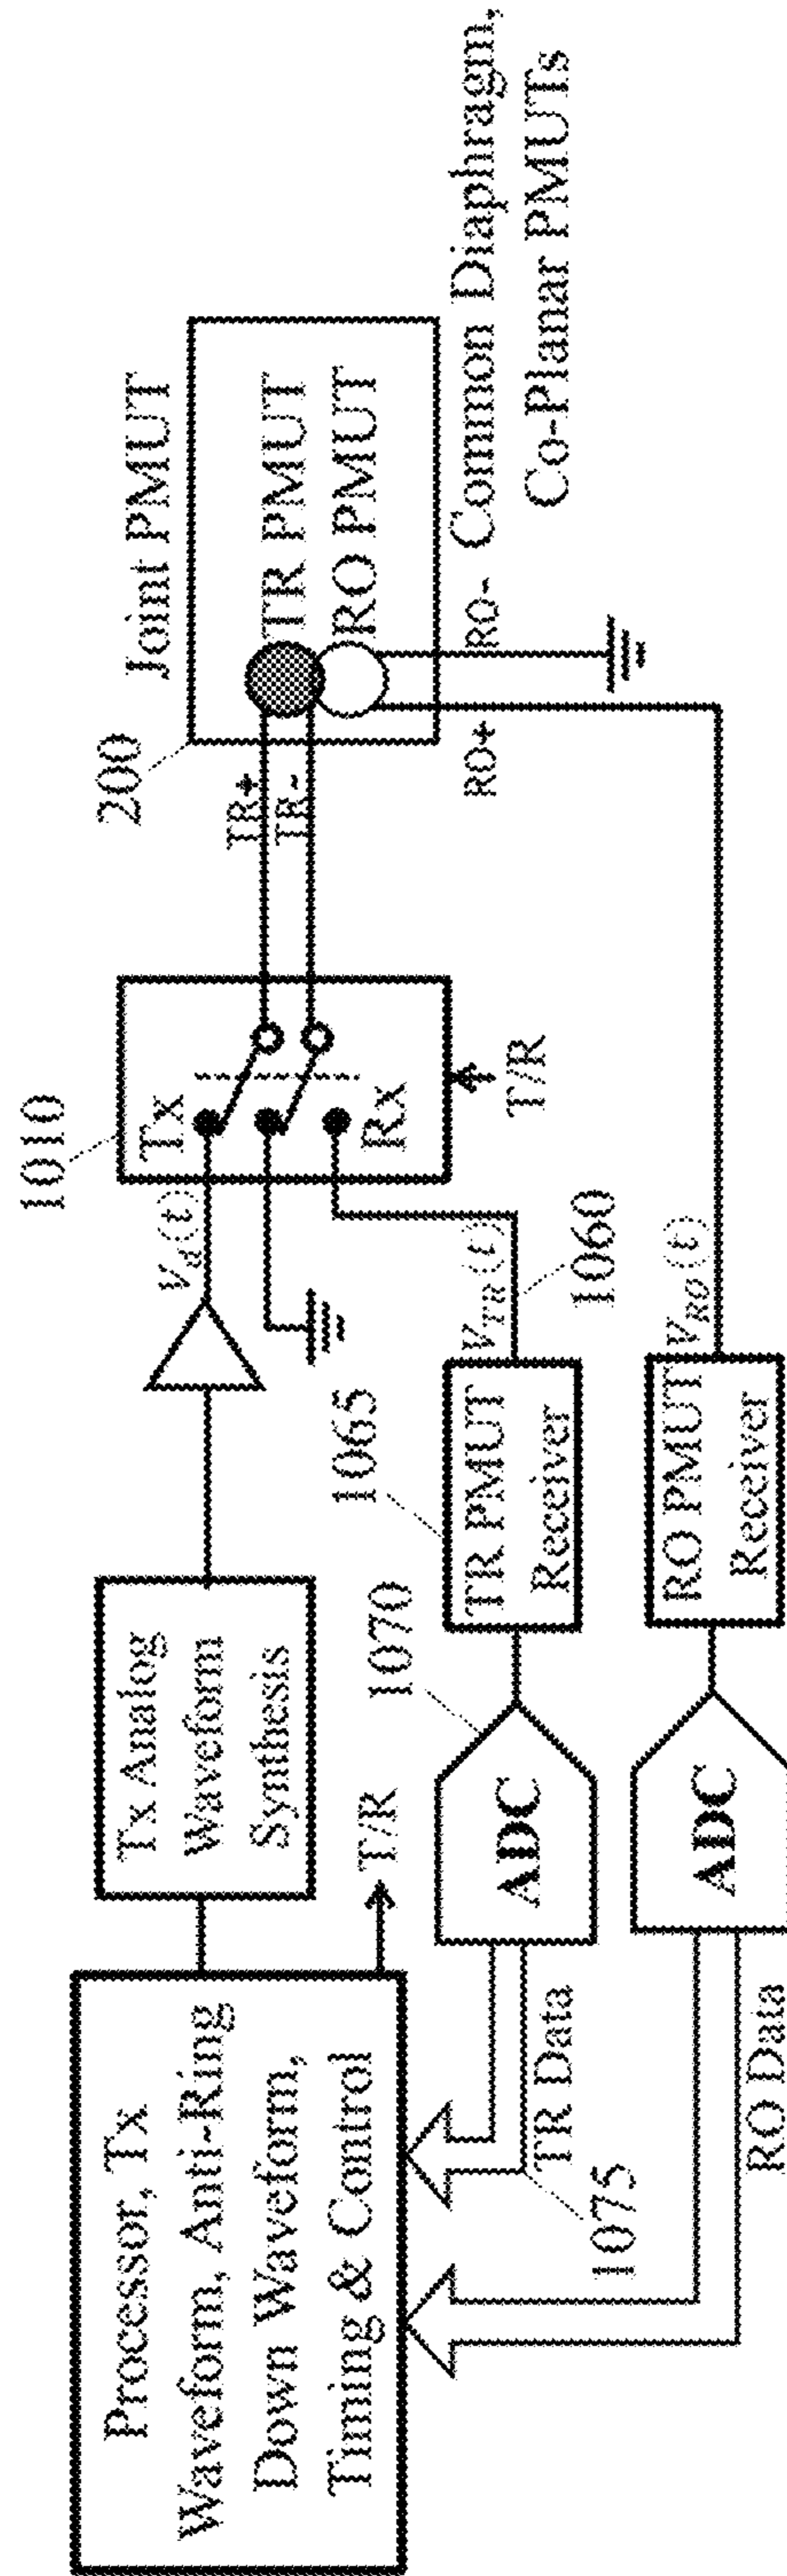 Processor, Tx
Waveform, Anti-Ring
Down Waveform,
Timing & Control
T/R
Tx Analog
Waveform
Synthesis
V_d(t)
1010
Tx
Rx
T/R
TR+
TR-
200
Joint PMUT
TR PMUT
RO PMUT
RO+
RO-
Common Diaphragm,
Co-Planar PMUTs
1060
V_TR(t)
1065
TR PMUT
Receiver
1070
ADC
TR Data
1075
V_RO(t)
RO PMUT
Receiver
ADC
RO Data